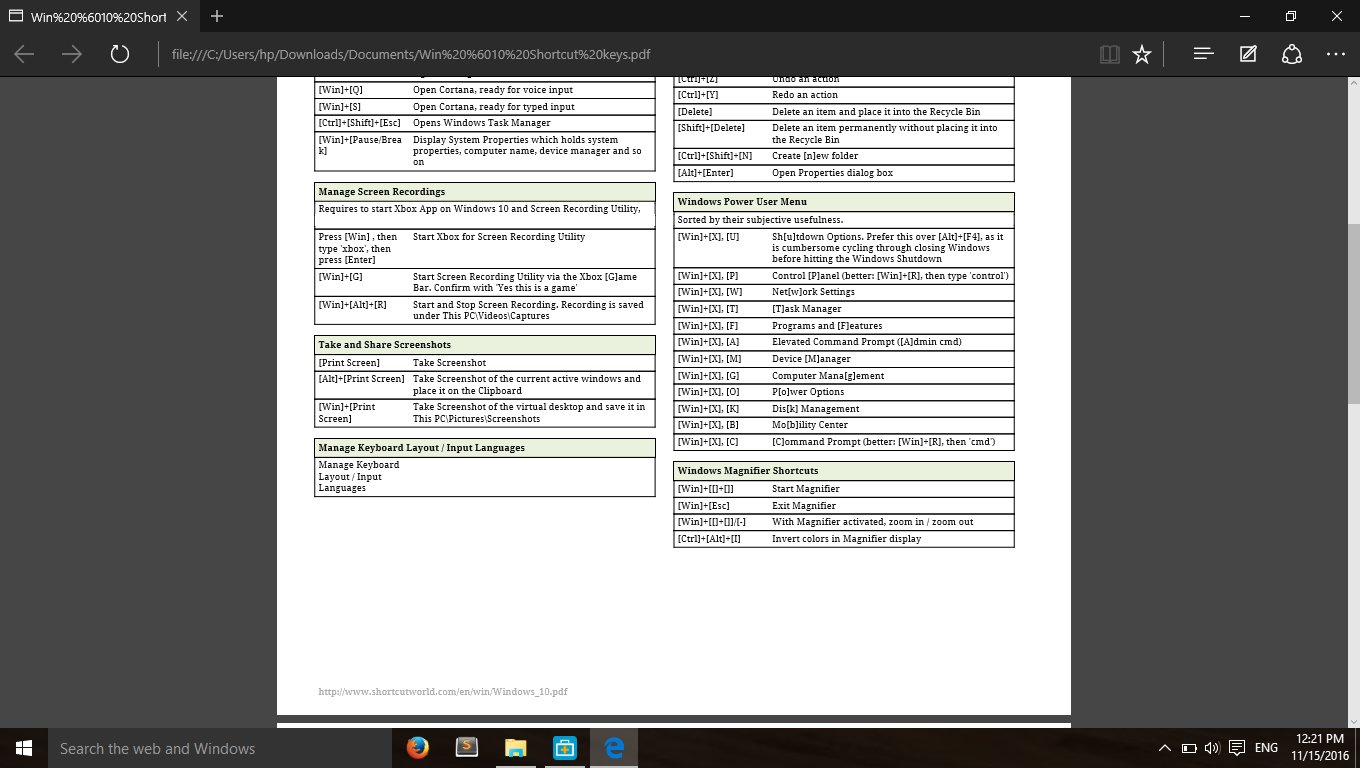 Win%20%6010%20Short
file:///C:/Users/hp/Downloads/Documents/Win%20%6010%20Shortcut%20keys.pdf
[Win]+[Q] Open Cortana, ready for voice input
[Win]+[S] Open Cortana, ready for typed input
[Ctrl]+[Shift]+[Esc] Opens Windows Task Manager
[Win]+[Pause/Brea Display System Properties which holds system
k] properties, computer name, device manager and so
on
Manage Screen Recordings
Requires to start Xbox App on Windows 10 and Screen Recording Utility,
Press [Win] , then Start Xbox for Screen Recording Utility
type 'xbox', then
press [Enter]
[Win]+[G] Start Screen Recording Utility via the Xbox [G]ame
Bar. Confirm with 'Yes this is a game'
[Win]+[Alt]+[R] Start and Stop Screen Recording. Recording is saved
under This PC\Videos\Captures
Take and Share Screenshots
[Print Screen] Take Screenshot
[Alt]+[Print Screen] Take Screenshot of the current active windows and
place it on the Clipboard
[Win]+[Print Take Screenshot of the virtual desktop and save it in
Screen] This PC\Pictures\Screenshots
Manage Keyboard Layout / Input Languages
Manage Keyboard
Layout / Input
Languages
[Ctrl]+[Z] Undo an action
[Ctrl]+[Y] Redo an action
[Delete] Delete an item and place it into the Recycle Bin
[Shift]+[Delete] Delete an item permanently without placing it into
the Recycle Bin
[Ctrl]+[Shift]+[N] Create [n]ew folder
[Alt]+[Enter] Open Properties dialog box
Windows Power User Menu
Sorted by their subjective usefulness.
[Win]+[X], [U] Sh[u]tdown Options. Prefer this over [Alt]+[F4], as it
is cumbersome cycling through closing Windows
before hitting the Windows Shutdown
[Win]+[X], [P] Control [P]anel (better: [Win]+[R], then type 'control')
[Win]+[X], [W] Net[w]ork Settings
[Win]+[X], [T] [T]ask Manager
[Win]+[X], [F] Programs and [F]eatures
[Win]+[X], [A] Elevated Command Prompt ([A]dmin cmd)
[Win]+[X], [M] Device [M]anager
[Win]+[X], [G] Computer Mana[g]ement
[Win]+[X], [O] P[o]wer Options
[Win]+[X], [K] Dis[k] Management
[Win]+[X], [B] Mo[b]ility Center
[Win]+[X], [C] [C]ommand Prompt (better: [Win]+[R], then 'cmd')
Windows Magnifier Shortcuts
[Win]+[[]+[]] Start Magnifier
[Win]+[Esc] Exit Magnifier
[Win]+[[]+[]]/[-] With Magnifier activated, zoom in / zoom out
[Ctrl]+[Alt]+[I] Invert colors in Magnifier display
http://www.shortcutworld.com/en/win/Windows_10.pdf
Search the web and Windows
ENG
12:21 PM
11/15/2016